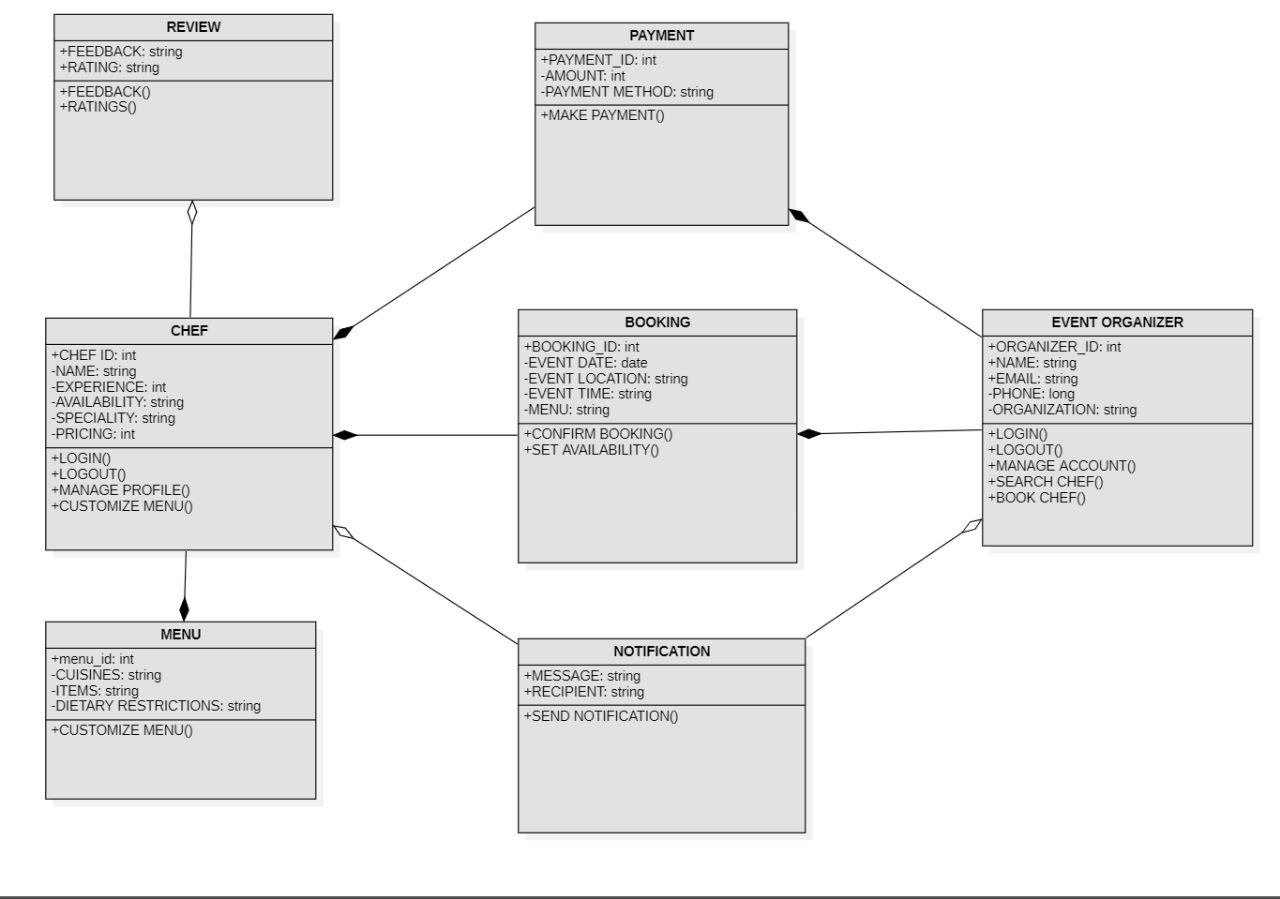 REVIEW
+FEEDBACK: string
+RATING: string
+FEEDBACK()
+RATINGS()
PAYMENT
+PAYMENT_ID: int
-AMOUNT: int
-PAYMENT METHOD: string
+MAKE PAYMENT()
CHEF
+CHEF ID: int
-NAME: string
-EXPERIENCE: int
-AVAILABILITY: string
-SPECIALITY: string
-PRICING: int
+LOGIN()
+LOGOUT()
+MANAGE PROFILE()
+CUSTOMIZE MENU()
BOOKING
+BOOKING_ID: int
-EVENT DATE: date
-EVENT LOCATION: string
-EVENT TIME: string
-MENU: string
+CONFIRM BOOKING()
+SET AVAILABILITY()
EVENT ORGANIZER
+ORGANIZER_ID: int
+NAME: string
+EMAIL: string
-PHONE: long
-ORGANIZATION: string
+LOGIN()
+LOGOUT()
+MANAGE ACCOUNT()
+SEARCH CHEF()
+BOOK CHEF()
MENU
+menu_id: int
-CUISINES: string
-ITEMS: string
-DIETARY RESTRICTIONS: string
+CUSTOMIZE MENU()
NOTIFICATION
+MESSAGE: string
+RECIPIENT: string
+SEND NOTIFICATION()